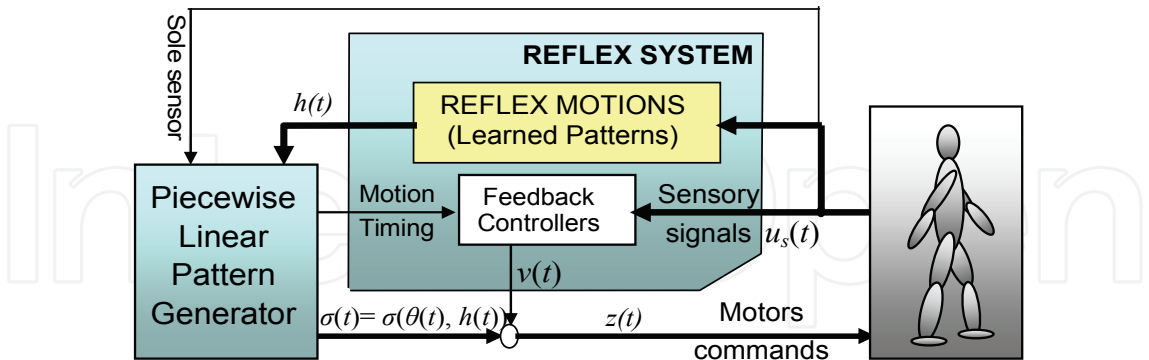 Sole sensor
REFLEX SYSTEM
h(t)
REFLEX MOTIONS
(Learned Patterns)
Piecewise
Linear
Pattern
Generator
Motion
Timing
Feedback
Controllers
Sensory
signals
u_s(t)
v(t)
σ(t)= σ(θ(t), h(t))
z(t)
Motors
commands